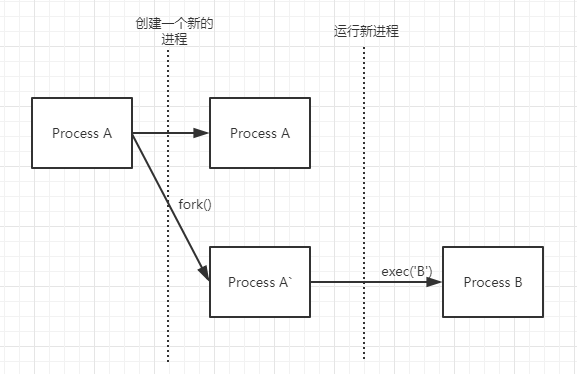 创建一个新的
进程
运行新进程
Process A
Process A
fork()
Process A`
exec('B')
Process B